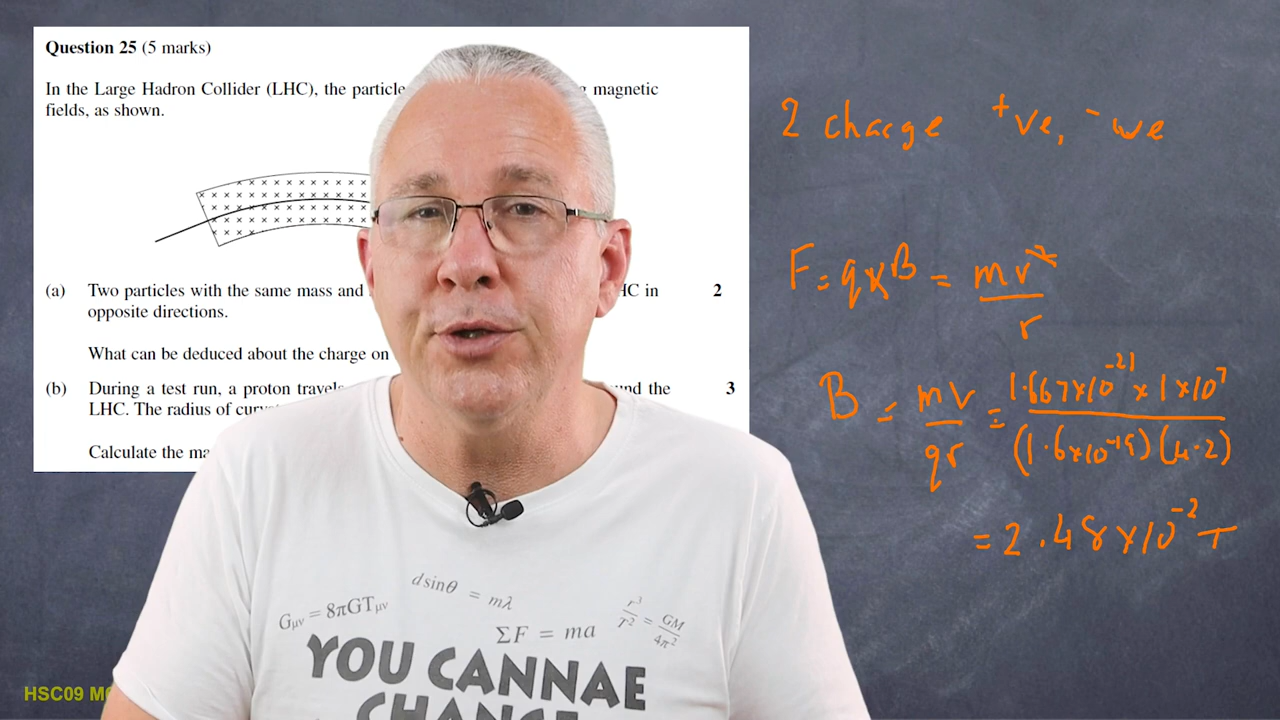 Question 25 (5 marks)
In the Large Hadron Collider (LHC), the particle magnetic
fields, as shown.
(a) Two particles with the same mass and HC in 2
opposite directions.
What can be deduced about the charge on
(b) During a test run, a proton travels und the 3
LHC. The radius of curv
Calculate the ma
2 charge +ve, -ve
F = qvB = mv²/r
B = mv/qr = 1.667×10⁻²¹ × 1×10⁷/(1.6×10⁻¹⁹)(4.2)
= 2.48×10⁻² T
d sinθ = mλ
Gμν = 8πGTμν
r³/T² = GM/4π²
ΣF = ma
YOU CANNAE
CHANGE
HSC09 M